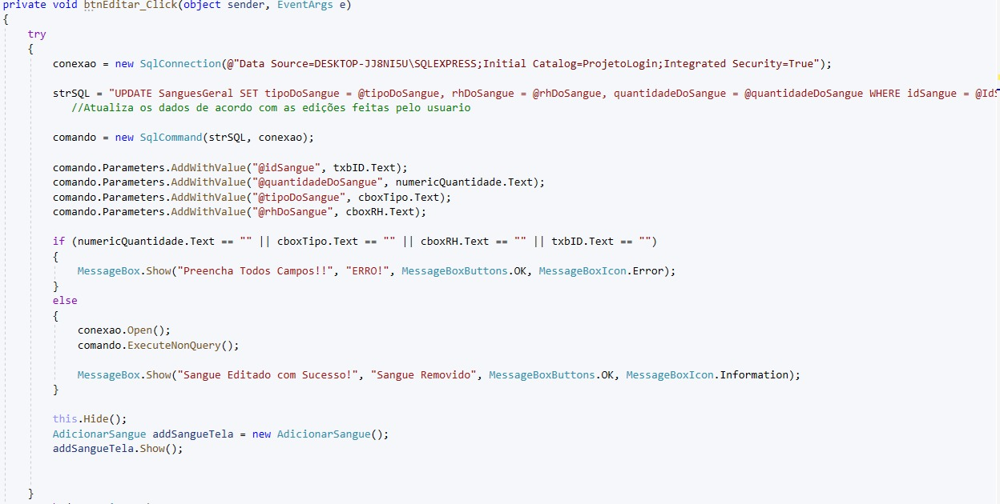 private void btnEditar_Click(object sender, EventArgs e)
{
try
{
conexao = new SqlConnection(@"Data Source=DESKTOP-JJ8NI5U\SQLEXPRESS;Initial Catalog=ProjetoLogin;Integrated Security=True");
strSQL = "UPDATE SanguesGeral SET tipoDoSangue = @tipoDoSangue, rhDoSangue = @rhDoSangue, quantidadeDoSangue = @quantidadeDoSangue WHERE idSangue =
//Atualiza os dados de acordo com as edições feitas pelo usuario
comando = new SqlCommand(strSQL, conexao);
comando.Parameters.AddWithValue("@idSangue", txbID.Text);
comando.Parameters.AddWithValue("@quantidadeDoSangue", numericQuantidade.Text);
comando.Parameters.AddWithValue("@tipoDoSangue", cboxTipo.Text);
comando.Parameters.AddWithValue("@rhDoSangue", cboxRH.Text);
if (numericQuantidade.Text == "" || cboxTipo.Text == "" || cboxRH.Text == "" || txbID.Text == "")
{
MessageBox.Show("Preencha Todos Campos!!", "ERRO!", MessageBoxButtons.OK, MessageBoxIcon.Error);
}
else
{
conexao.Open();
comando.ExecuteNonQuery();
MessageBox.Show("Sangue Editado com Sucesso!", "Sangue Removido", MessageBoxButtons.OK, MessageBoxIcon.Information);
}
this.Hide();
AdicionarSangue addSangueTela = new AdicionarSangue();
addSangueTela.Show();
}